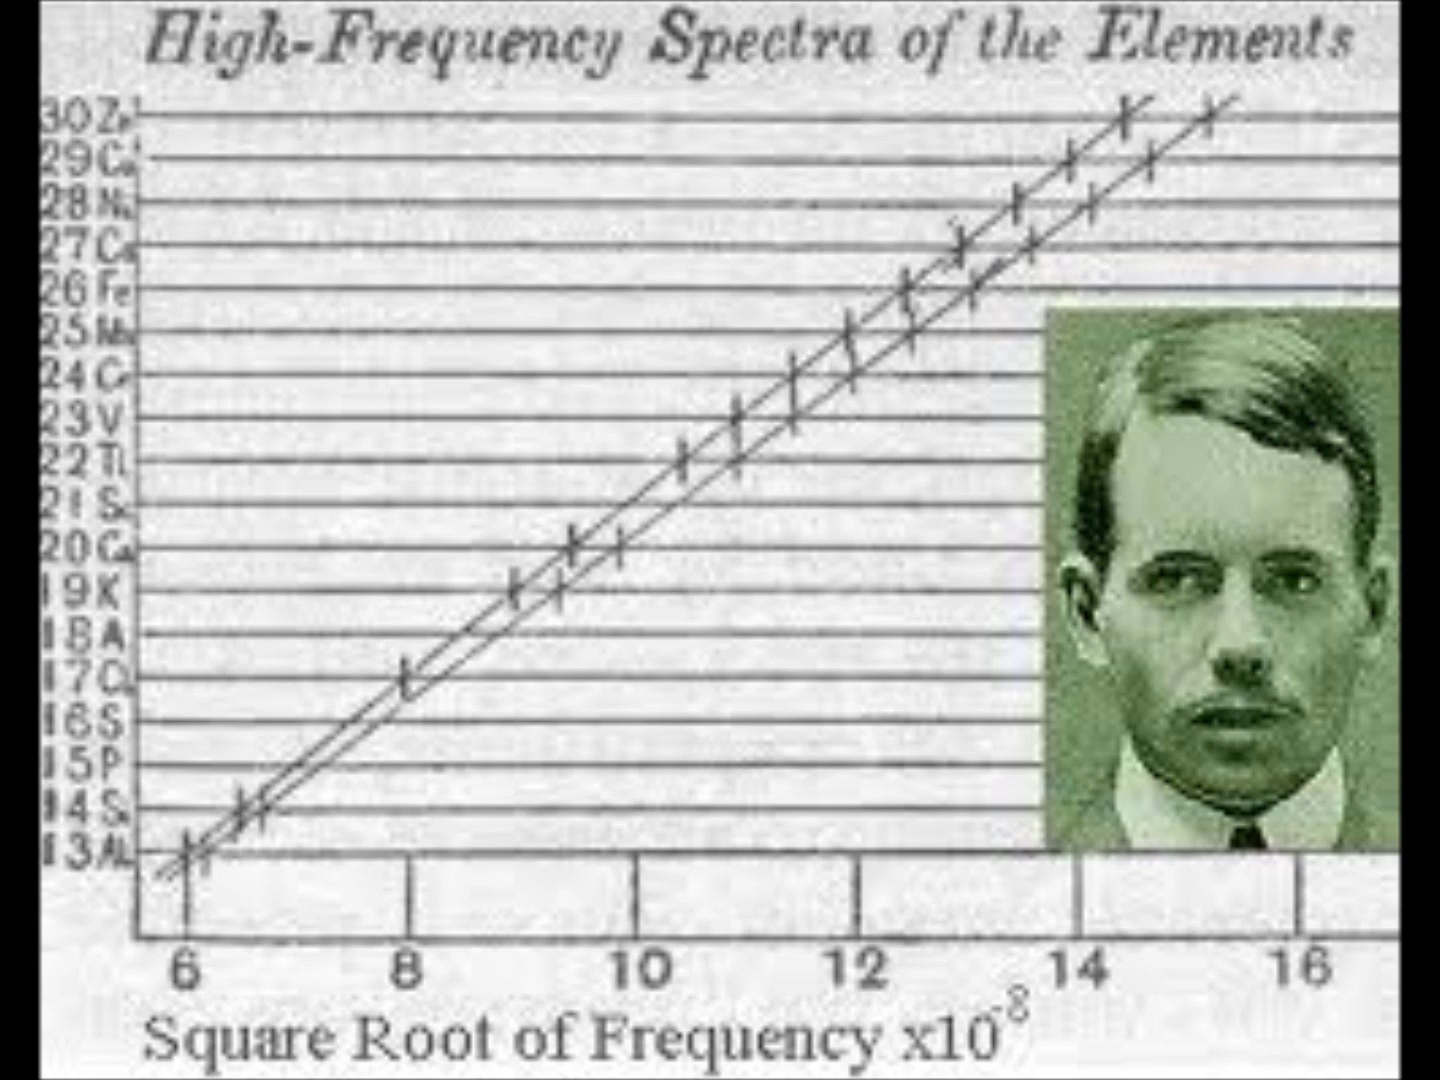 High-Frequency Spectra of the Elements
30 Zn
29 Cu
28 Ni
27 Co
26 Fe
25 Mn
24 Cr
23 V
22 Ti
21 Sc
20 Ca
19 K
18 A
17 Cl
16 S
15 P
14 Si
13 Al
6 8 10 12 14 16
Square Root of Frequency x10⁻⁸